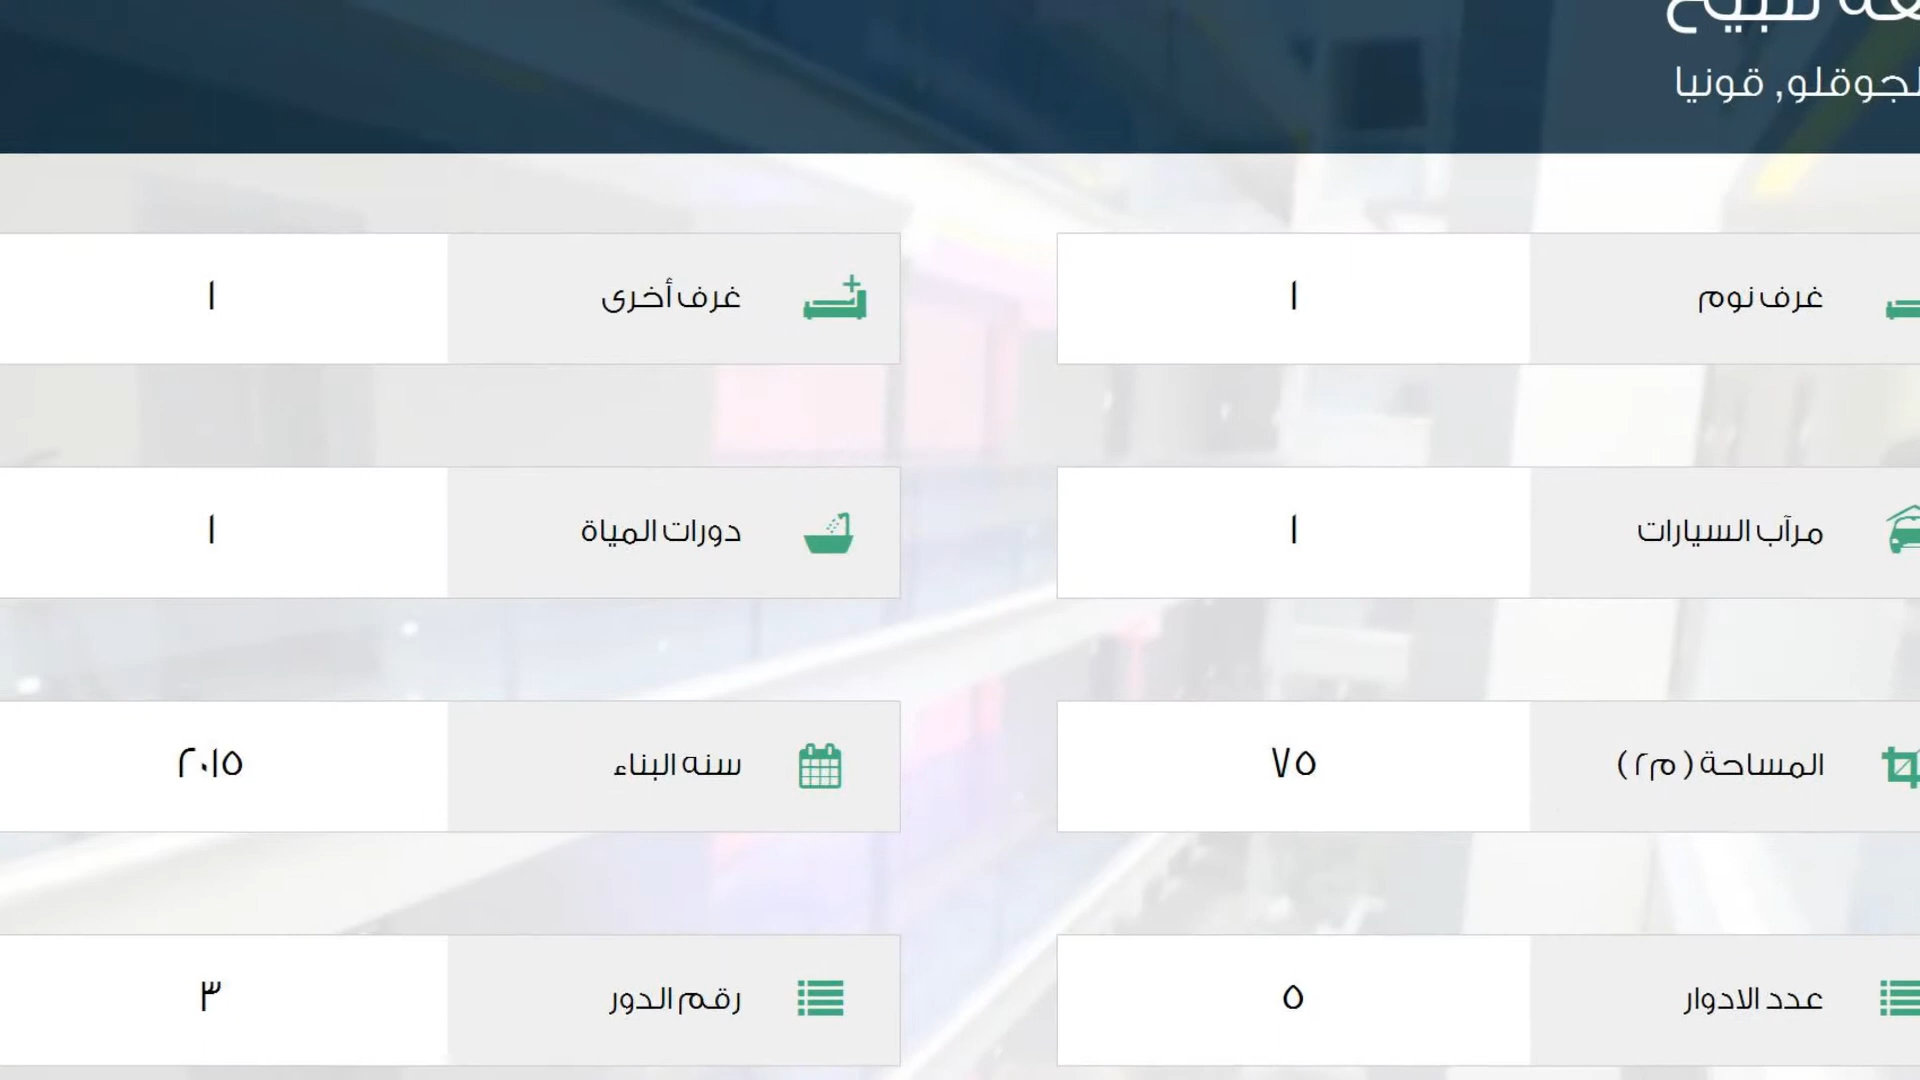 قونيا
غرف نوم
١
غرف أخرى
١
مرآب السيارات
١
دورات المياة
١
المساحة (م٢)
٧٥
سنه البناء
٢٠١٥
عدد الادوار
٥
رقم الدور
٣